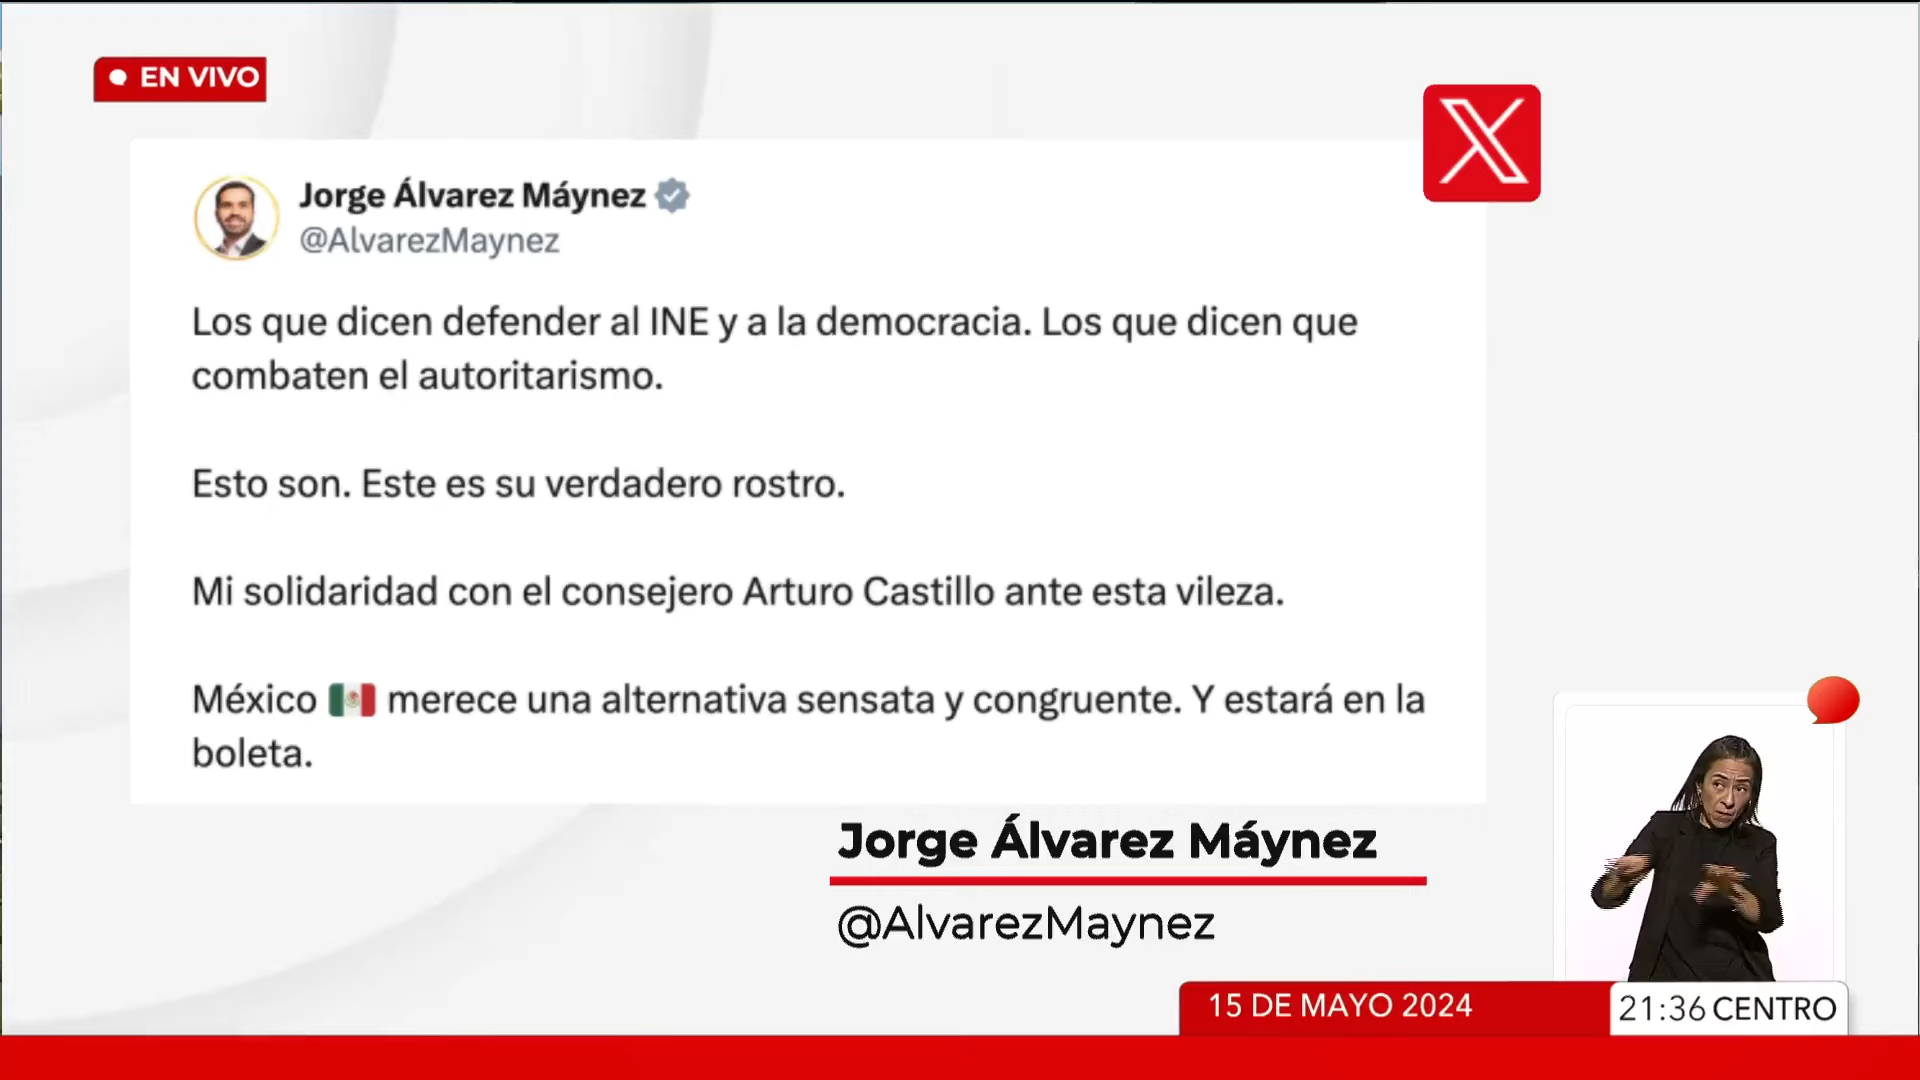 EN VIVO
Jorge Álvarez Máynez
@AlvarezMaynez
Los que dicen defender al INE y a la democracia. Los que dicen que
combaten el autoritarismo.
Esto son. Este es su verdadero rostro.
Mi solidaridad con el consejero Arturo Castillo ante esta vileza.
México 🇲🇽 merece una alternativa sensata y congruente. Y estará en la
boleta.
Jorge Álvarez Máynez
@AlvarezMaynez
15 DE MAYO 2024
21:36 CENTRO